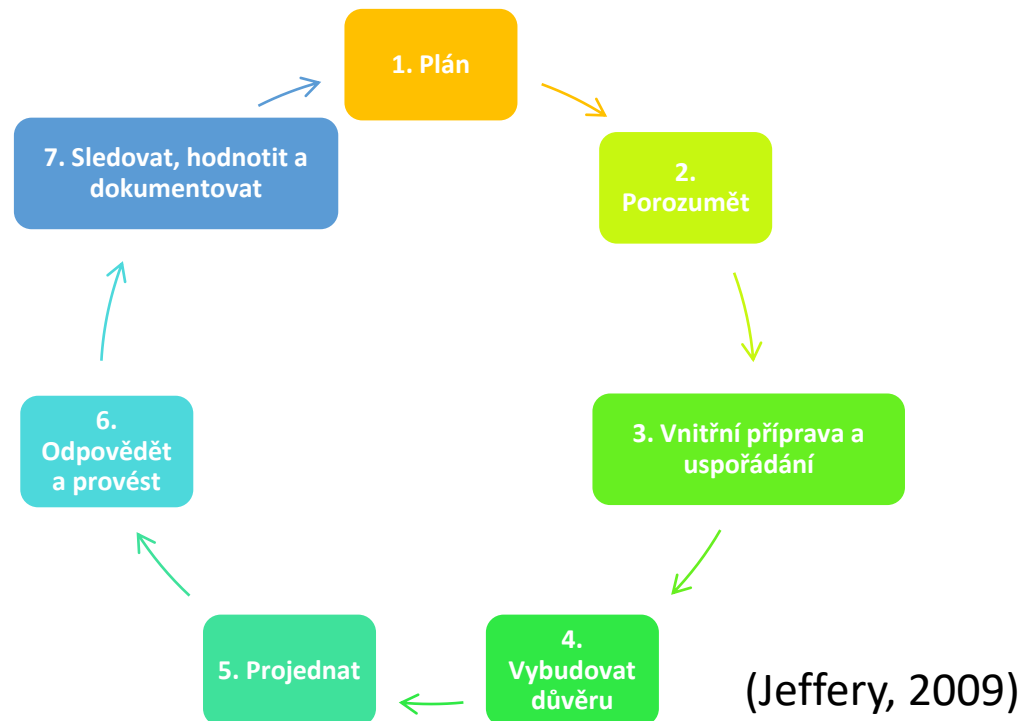 1. Plán
2.
Porozumět
3. Vnitřní příprava a
uspořádání
4.
Vybudovat
důvěru
5. Projednat
6.
Odpovědět
a provést
7. Sledovat, hodnotit a
dokumentovat
(Jeffery, 2009)